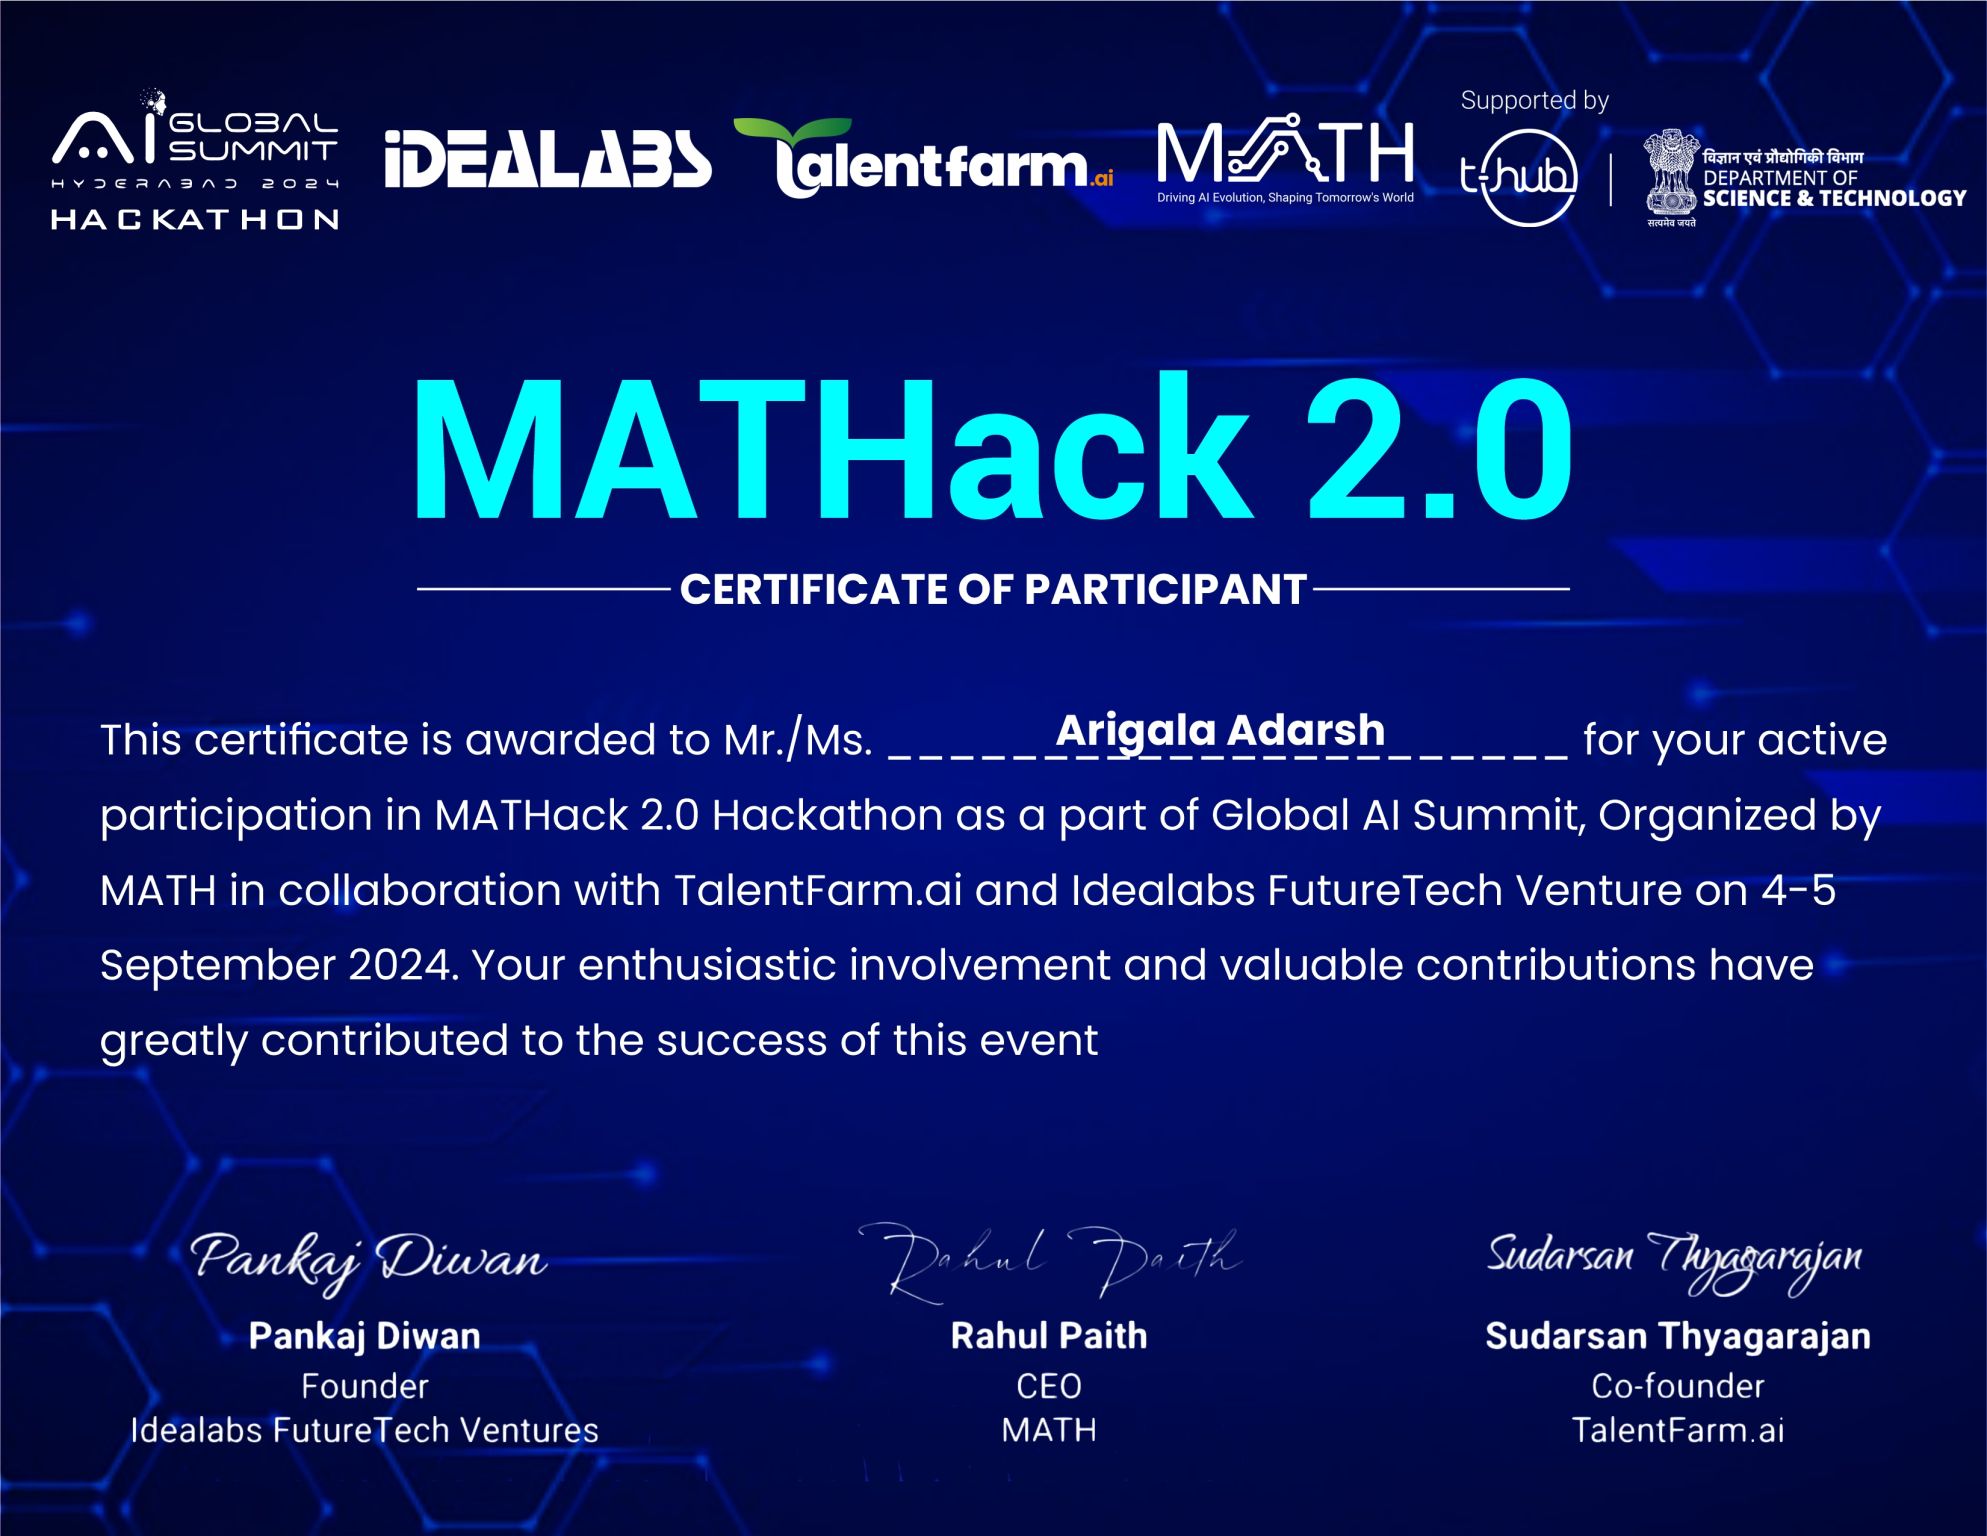 AI GLOBAL SUMMIT
HYDERABAD 2024
HACKATHON
iDEALABS
Talentfarm.ai
MATH
Driving AI Evolution, Shaping Tomorrow's World
Supported by
t-hub
विज्ञान एवं प्रौद्योगिकी विभाग
DEPARTMENT OF
SCIENCE & TECHNOLOGY
सत्यमेव जयते
MATHack 2.0
CERTIFICATE OF PARTICIPANT
This certificate is awarded to Mr./Ms. Arigala Adarsh for your active
participation in MATHack 2.0 Hackathon as a part of Global AI Summit, Organized by
MATH in collaboration with TalentFarm.ai and Idealabs FutureTech Venture on 4-5
September 2024. Your enthusiastic involvement and valuable contributions have
greatly contributed to the success of this event
Pankaj Diwan
Pankaj Diwan
Founder
Idealabs FutureTech Ventures
Rahul Paith
Rahul Paith
CEO
MATH
Sudarsan Thyagarajan
Sudarsan Thyagarajan
Co-founder
TalentFarm.ai